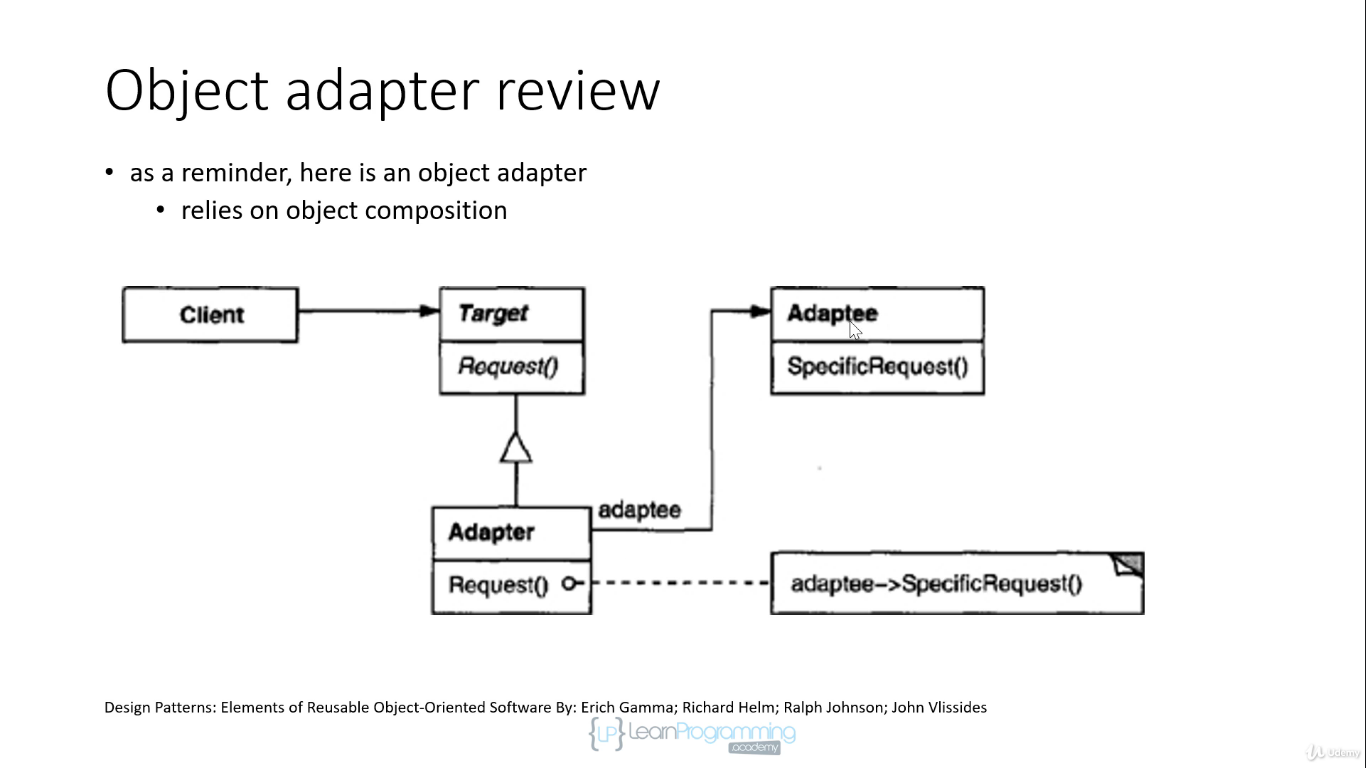 Object adapter review
• as a reminder, here is an object adapter
• relies on object composition
Client
Target
Request()
Adaptee
SpecificRequest()
adaptee
Adapter
Request()
adaptee->SpecificRequest()
Design Patterns: Elements of Reusable Object-Oriented Software By: Erich Gamma; Richard Helm; Ralph Johnson; John Vlissides
{LP} LearnProgramming
.academy
Udemy